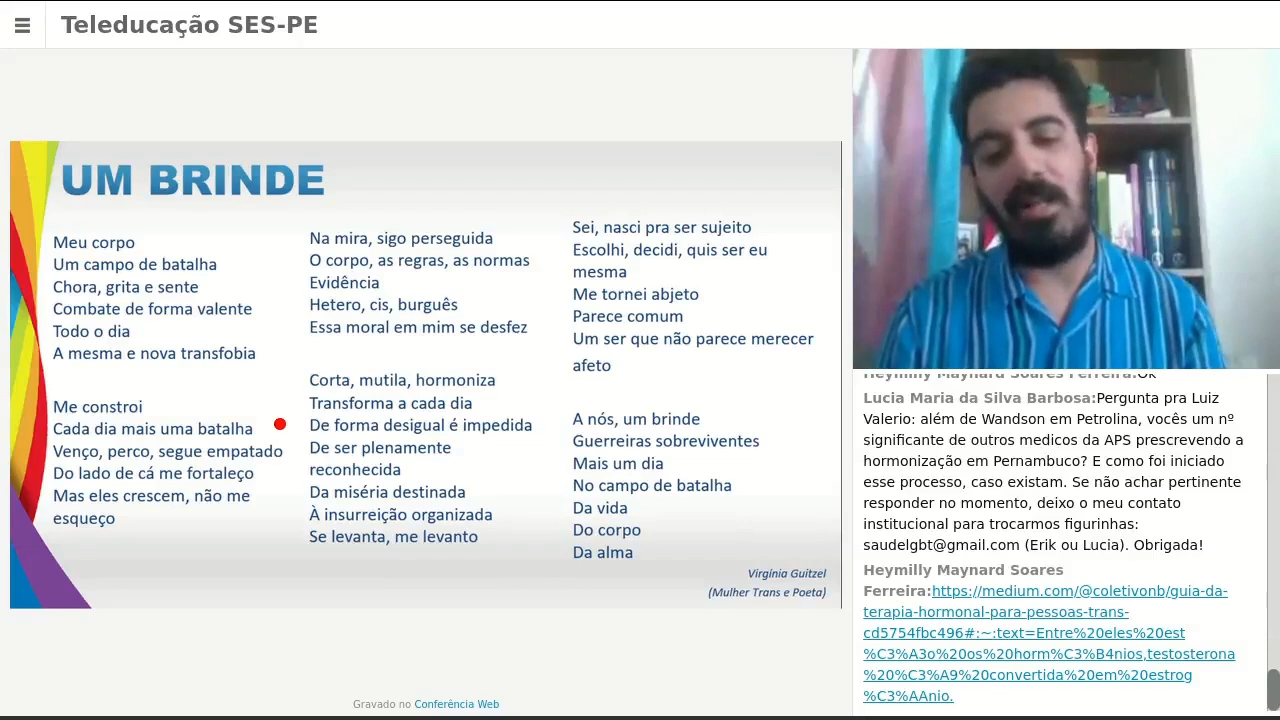 Teleducação SES-PE
UM BRINDE
Meu corpo
Um campo de batalha
Chora, grita e sente
Combate de forma valente
Todo o dia
A mesma e nova transfobia
Me constroi
Cada dia mais uma batalha
Venço, perco, segue empatado
Do lado de cá me fortaleço
Mas eles crescem, não me
esqueço
Na mira, sigo perseguida
O corpo, as regras, as normas
Evidência
Hetero, cis, burguês
Essa moral em mim se desfez
Corta, mutila, hormoniza
Transforma a cada dia
De forma desigual é impedida
De ser plenamente
reconhecida
Da miséria destinada
À insurreição organizada
Se levanta, me levanto
Sei, nasci pra ser sujeito
Escolhi, decidi, quis ser eu
mesma
Me tornei abjeto
Parece comum
Um ser que não parece merecer
afeto
A nós, um brinde
Guerreiras sobreviventes
Mais um dia
No campo de batalha
Da vida
Do corpo
Da alma
Virgínia Guitzel
(Mulher Trans e Poeta)
Gravado no Conferência Web
Heymilly Maynard Soares Ferreira:Ok
Lucia Maria da Silva Barbosa:Pergunta pra Luiz
Valerio: além de Wandson em Petrolina, vocês um nº
significante de outros medicos da APS prescrevendo a
hormonização em Pernambuco? E como foi iniciado
esse processo, caso existam. Se não achar pertinente
responder no momento, deixo o meu contato
institucional para trocarmos figurinhas:
saudelgbt@gmail.com (Erik ou Lucia). Obrigada!
Heymilly Maynard Soares
Ferreira:https://medium.com/@coletivonb/guia-da-
terapia-hormonal-para-pessoas-trans-
cd5754fbc496#:~:text=Entre%20eles%20est
%C3%A3o%20os%20horm%C3%B4nios,testosterona
%20%C3%A9%20convertida%20em%20estrog
%C3%AAnio.